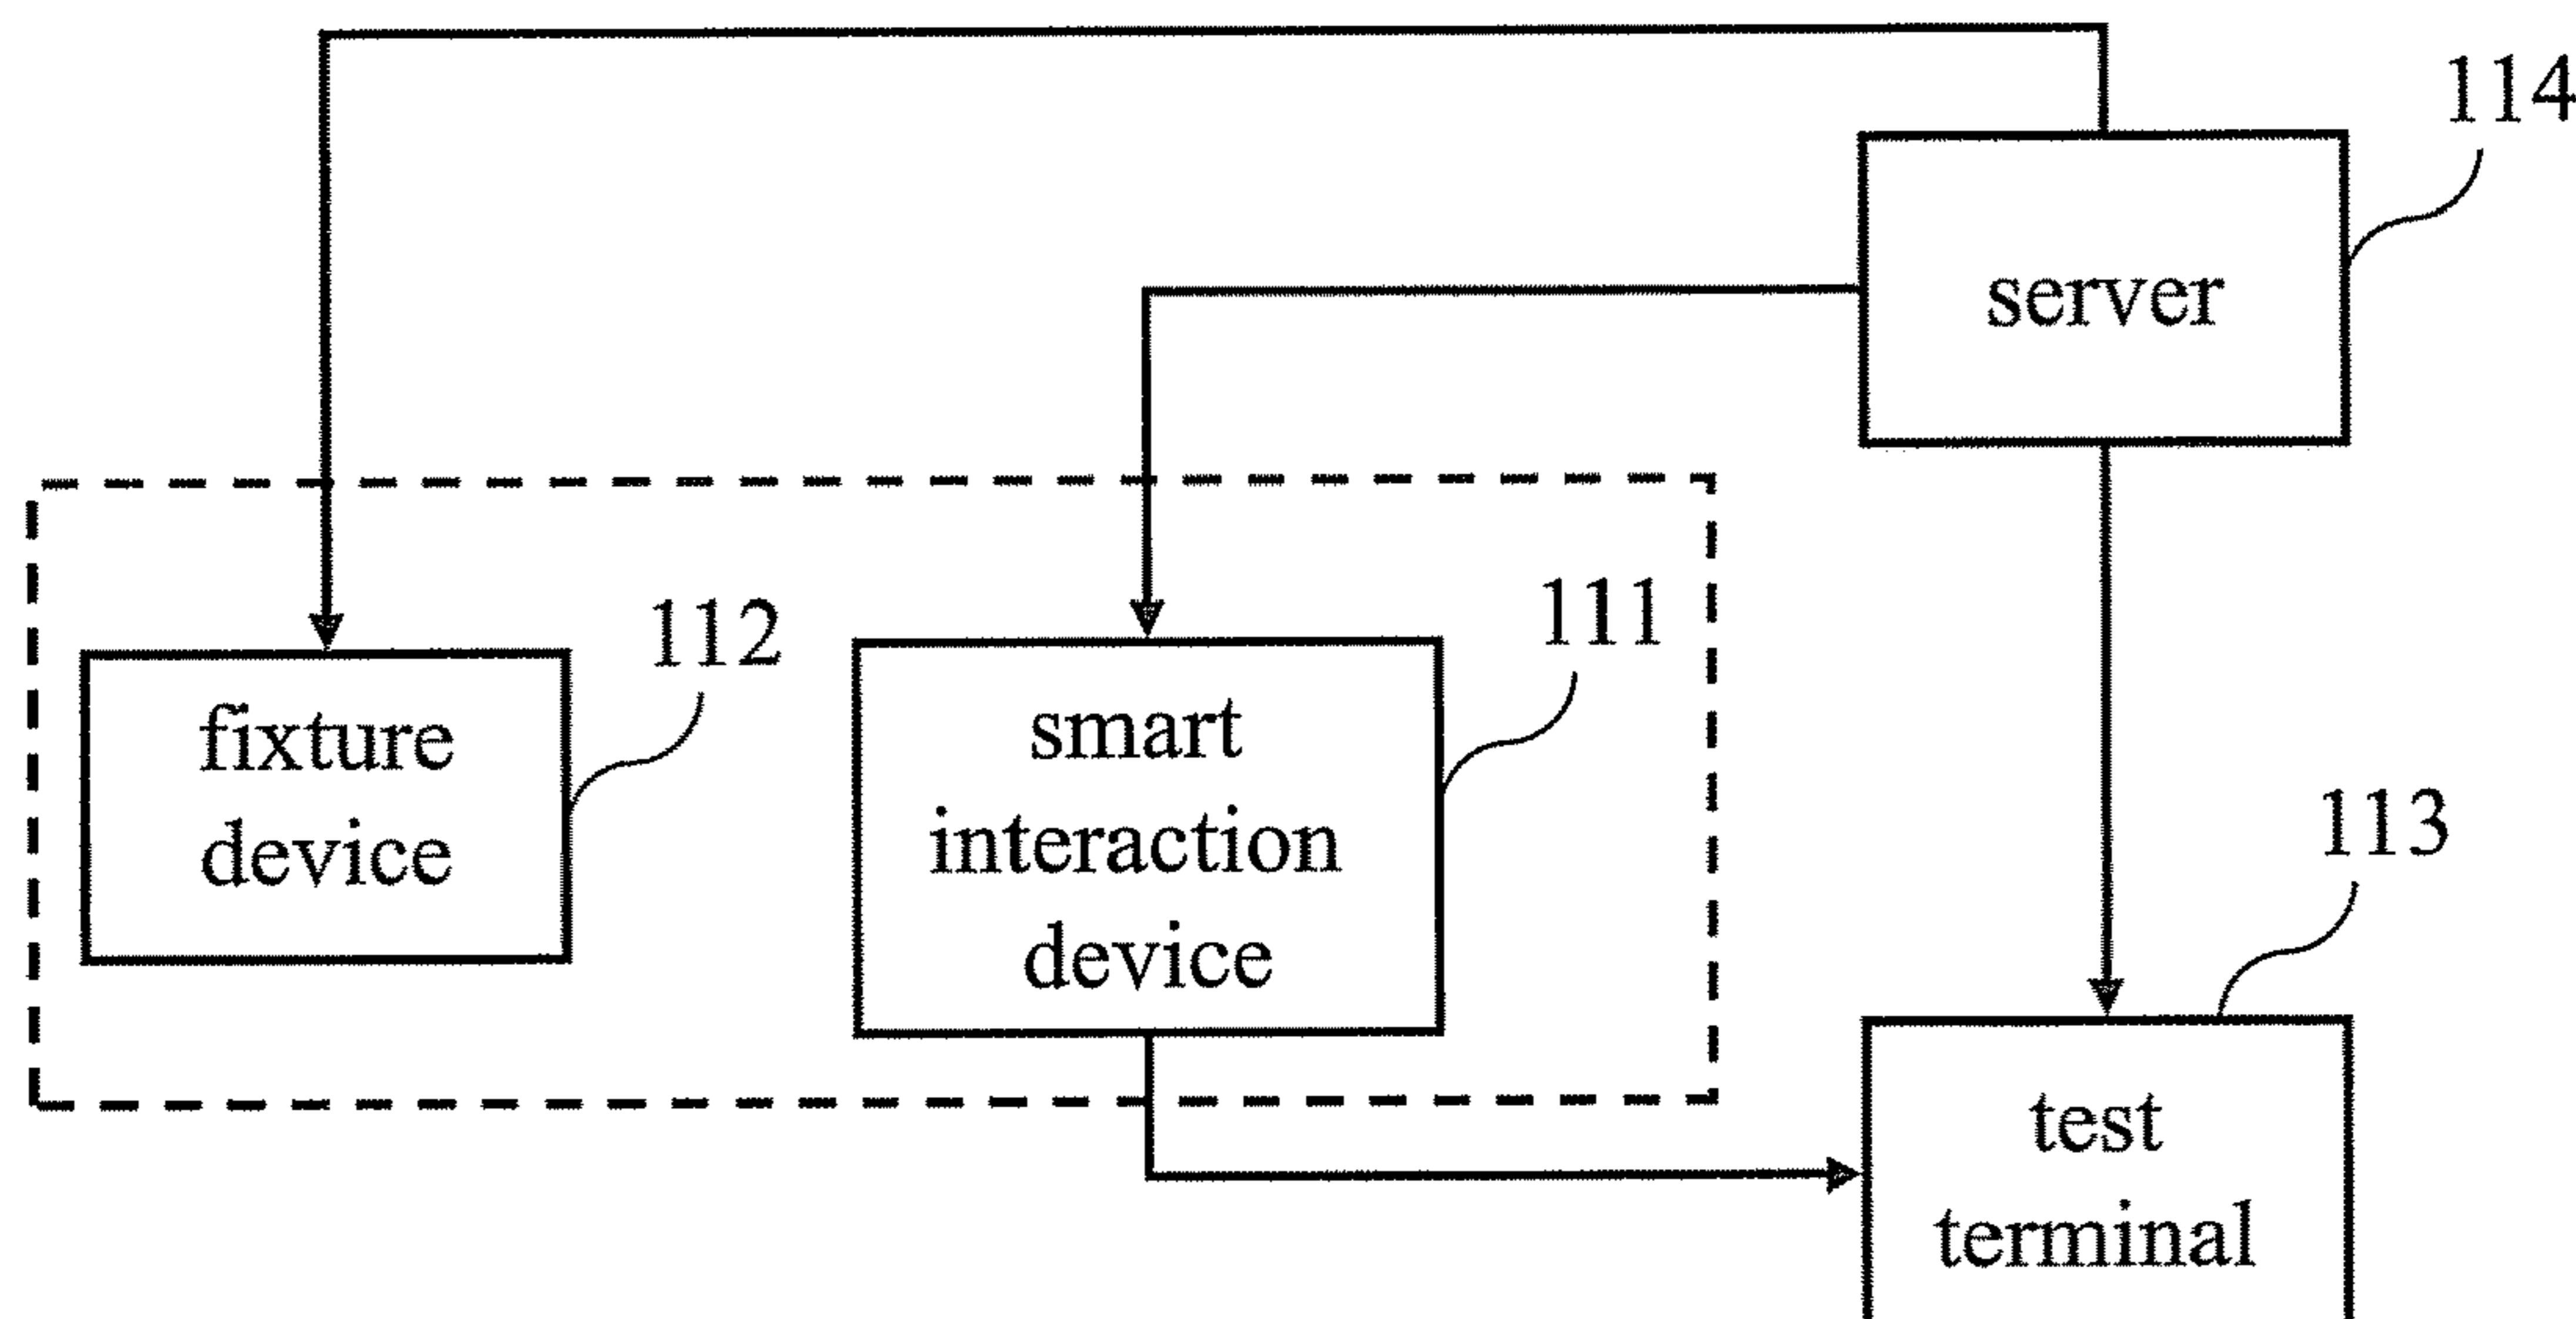 114
server
112
fixture
device
111
smart
interaction
device
113
test
terminal